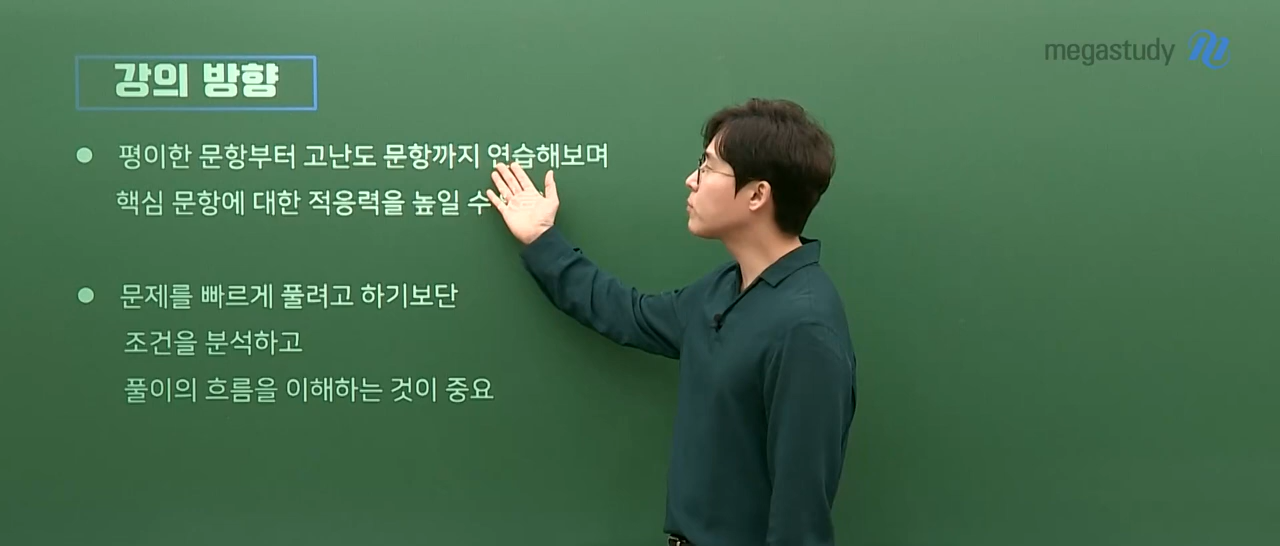 megastudy
강의 방향
평이한 문항부터 고난도 문항까지 연습해보며
핵심 문항에 대한 적응력을 높일 수
문제를 빠르게 풀려고 하기보단
조건을 분석하고
풀이의 흐름을 이해하는 것이 중요